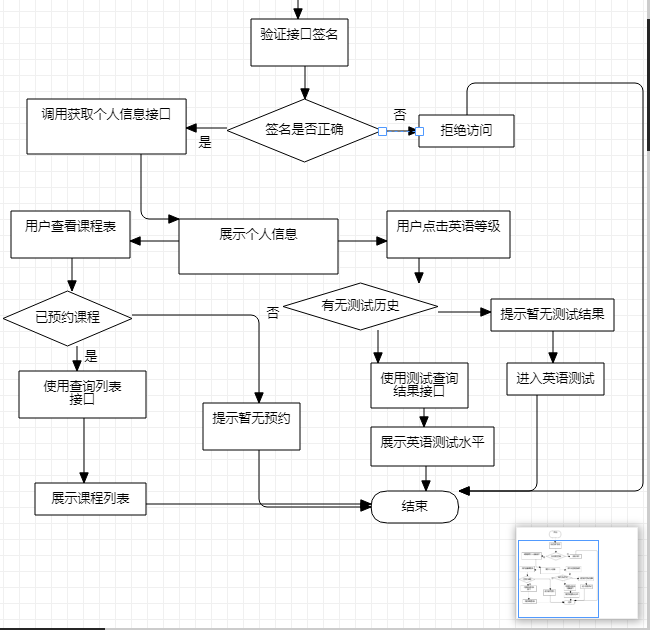 验证接口签名
调用获取个人信息接口
签名是否正确
否
拒绝访问
是
用户查看课程表
展示个人信息
用户点击英语等级
已预约课程
否
有无测试历史
提示暂无测试结果
是
使用查询列表
接口
提示暂无预约
使用测试查询
结果接口
进入英语测试
展示英语测试水平
展示课程列表
结束